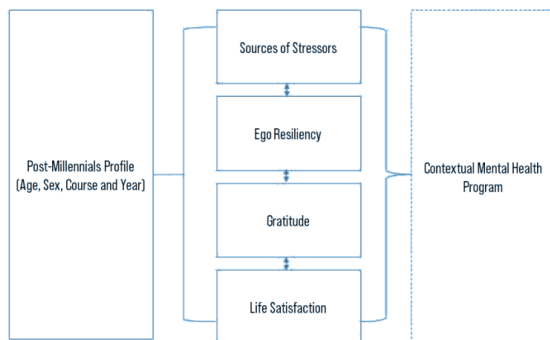 Sources of Stressors
Ego Resiliency
Post-Millennials Profile
(Age, Sex, Course and Year)
Contextual Mental Health
Program
Gratitude
Life Satisfaction